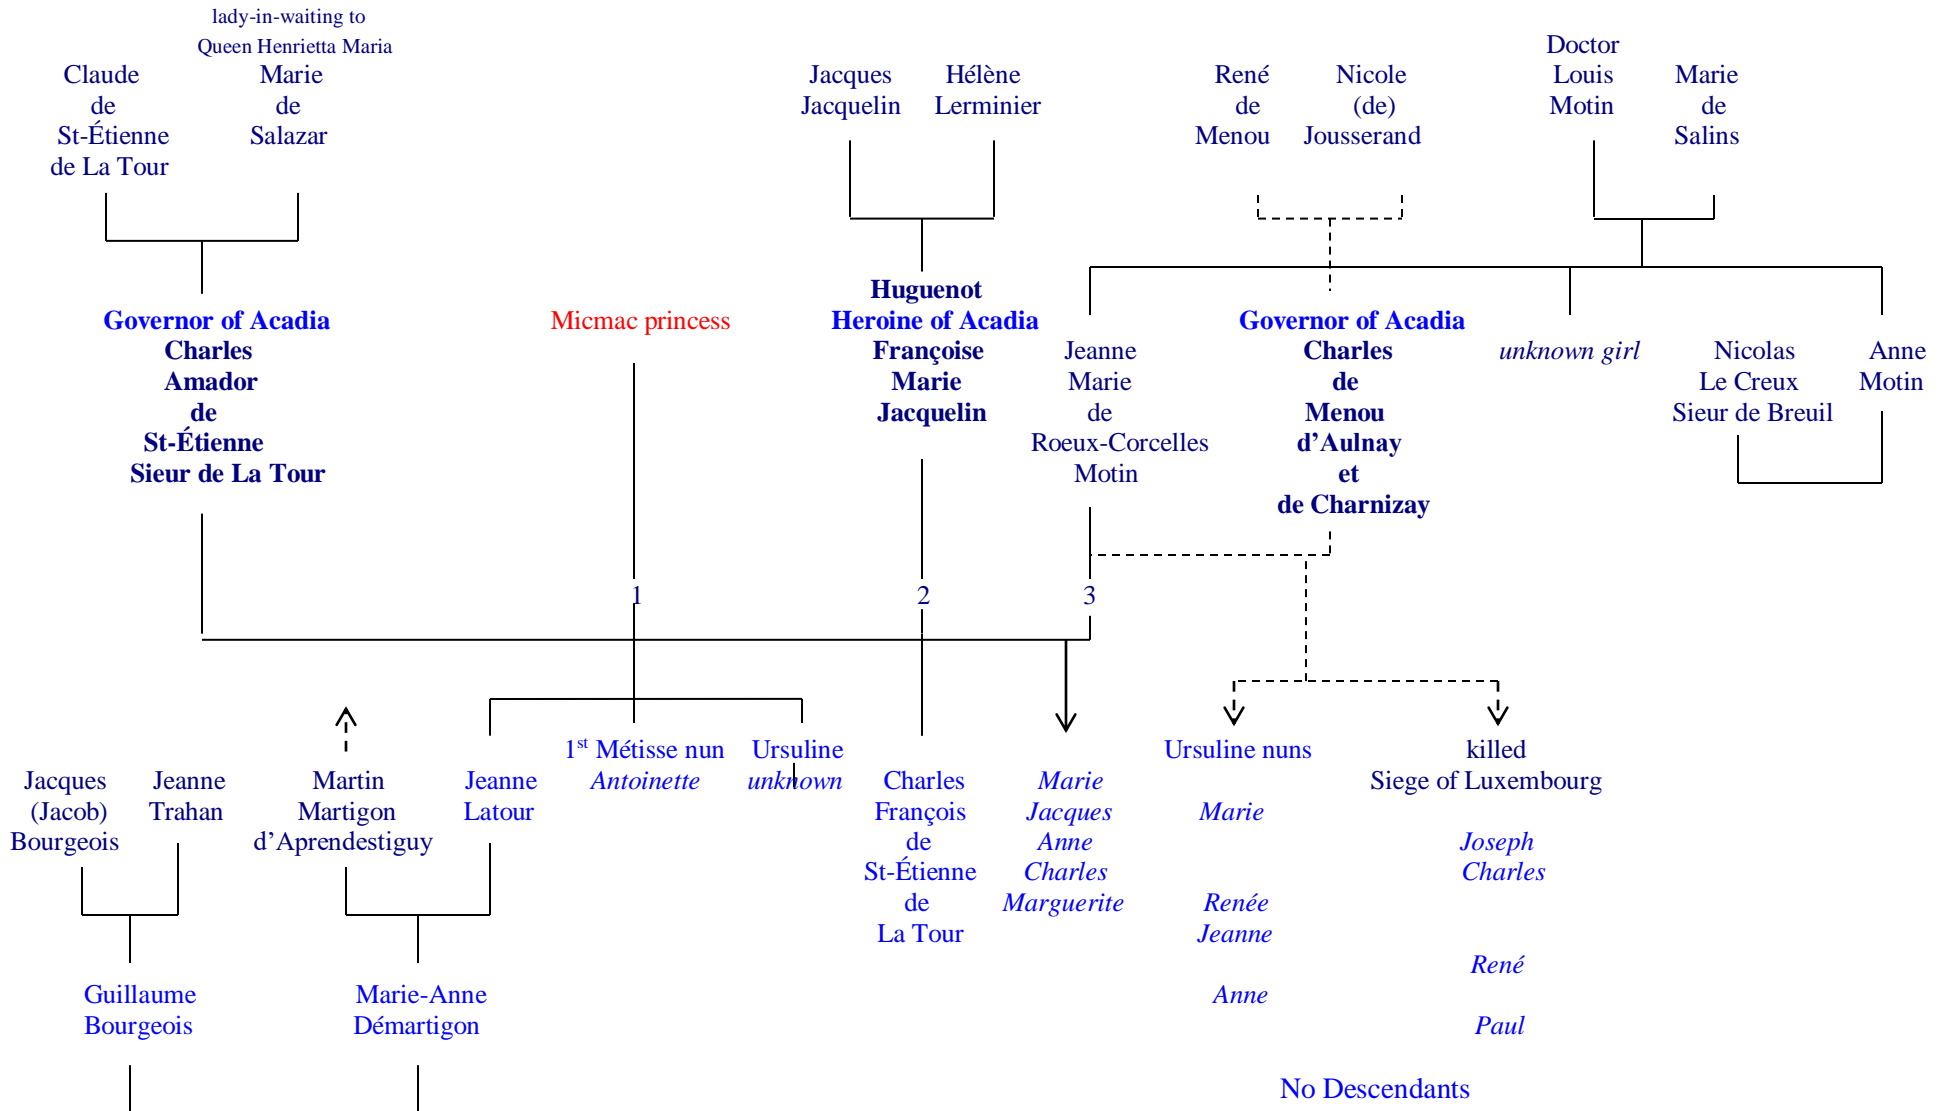 lady-in-waiting to
Queen Henrietta Maria
Claude
de
St-Étienne
de La Tour
Marie
de
Salazar
Jacques
Jacquelin
Hélène
Lerminier
René
de
Menou
Nicole
(de)
Jousserand
Doctor
Louis
Motin
Marie
de
Salins
Governor of Acadia
Charles
Amador
de
St-Étienne
Sieur de La Tour
Micmac princess
Huguenot
Heroine of Acadia
Françoise
Marie
Jacquelin
Jeanne
Marie
de
Roeux-Corcelles
Motin
Governor of Acadia
Charles
de
Menou
d’Aulnay
et
de Charnizay
unknown girl
Nicolas
Le Creux
Sieur de Breuil
Anne
Motin
1
2
3
Jacques
(Jacob)
Bourgeois
Jeanne
Trahan
Martin
Martigon
d’Aprendestiguy
Jeanne
Latour
1st Métisse nun
Antoinette
Ursuline
unknown
Charles
François
de
St-Étienne
de
La Tour
Marie
Jacques
Anne
Charles
Marguerite
Ursuline nuns
Marie
Renée
Jeanne
Anne
killed
Siege of Luxembourg
Joseph
Charles
René
Paul
Guillaume
Bourgeois
Marie-Anne
Démartigon
No Descendants